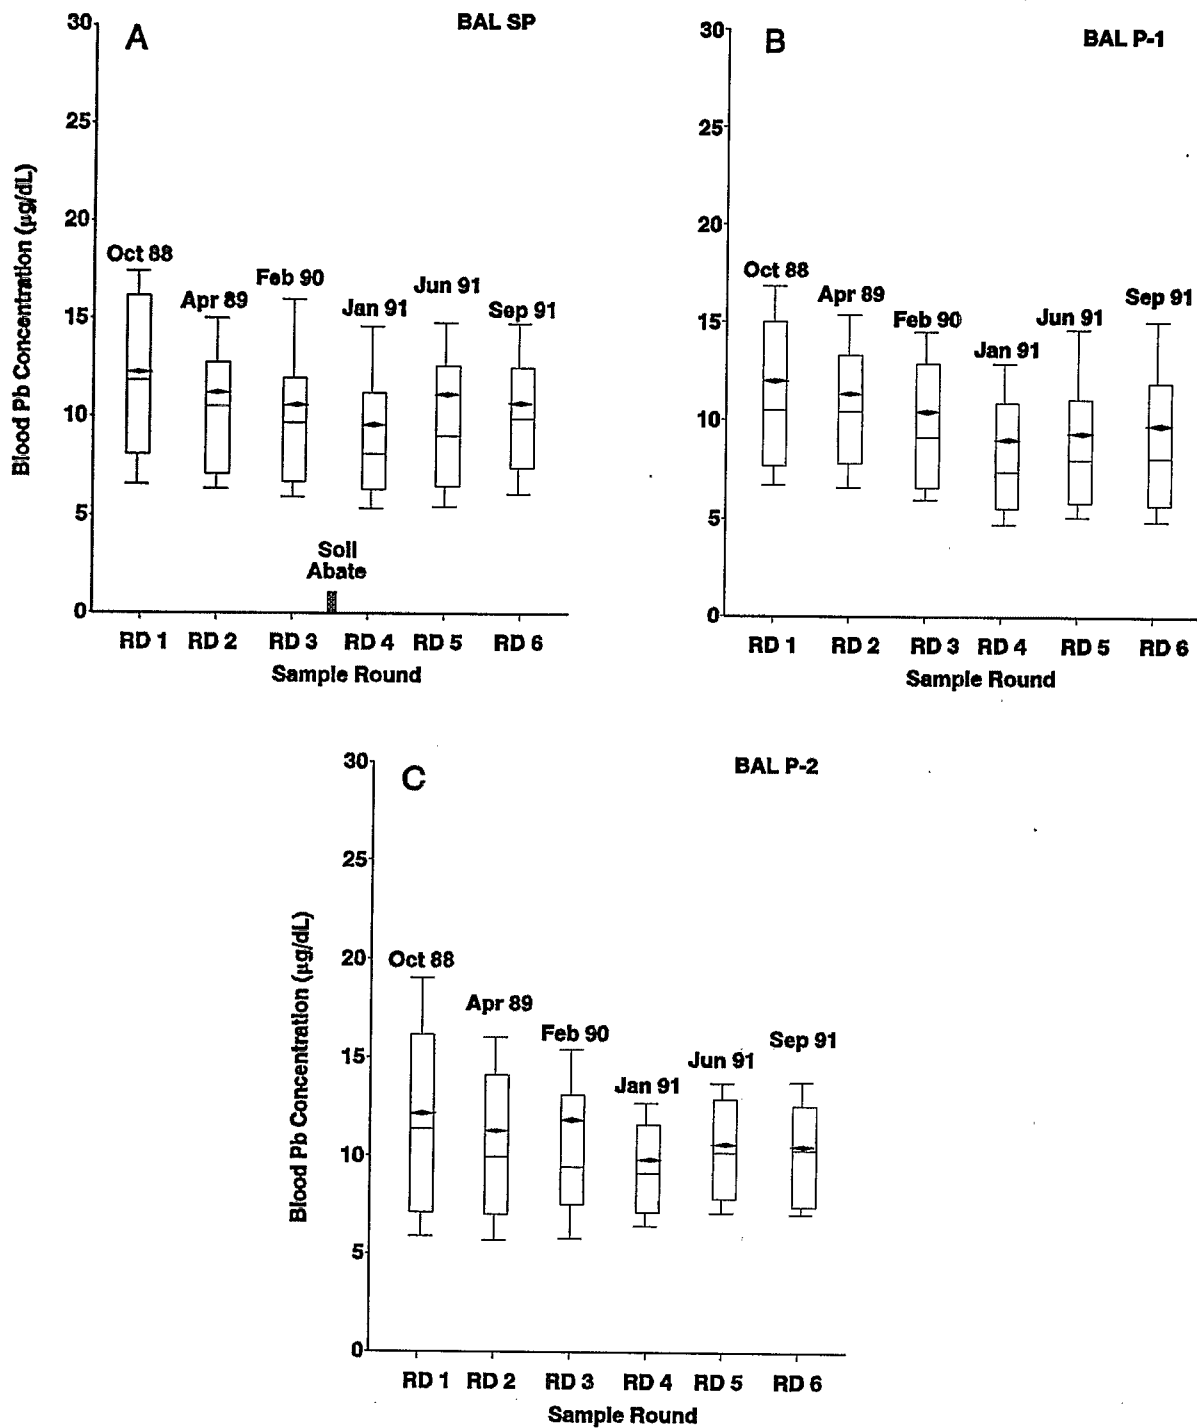 A
BAL SP
30
25
20
15
10
5
0
Blood Pb Concentration (µg/dL)
Oct 88
Apr 89
Feb 90
Jan 91
Jun 91
Sep 91
Soil
Abate
RD 1 RD 2 RD 3 RD 4 RD 5 RD 6
Sample Round
B
BAL P-1
30
25
20
15
10
5
0
Oct 88
Apr 89
Feb 90
Jan 91
Jun 91
Sep 91
RD 1 RD 2 RD 3 RD 4 RD 5 RD 6
Sample Round
C
BAL P-2
30
25
20
15
10
5
0
Blood Pb Concentration (µg/dL)
Oct 88
Apr 89
Feb 90
Jan 91
Jun 91
Sep 91
RD 1 RD 2 RD 3 RD 4 RD 5 RD 6
Sample Round